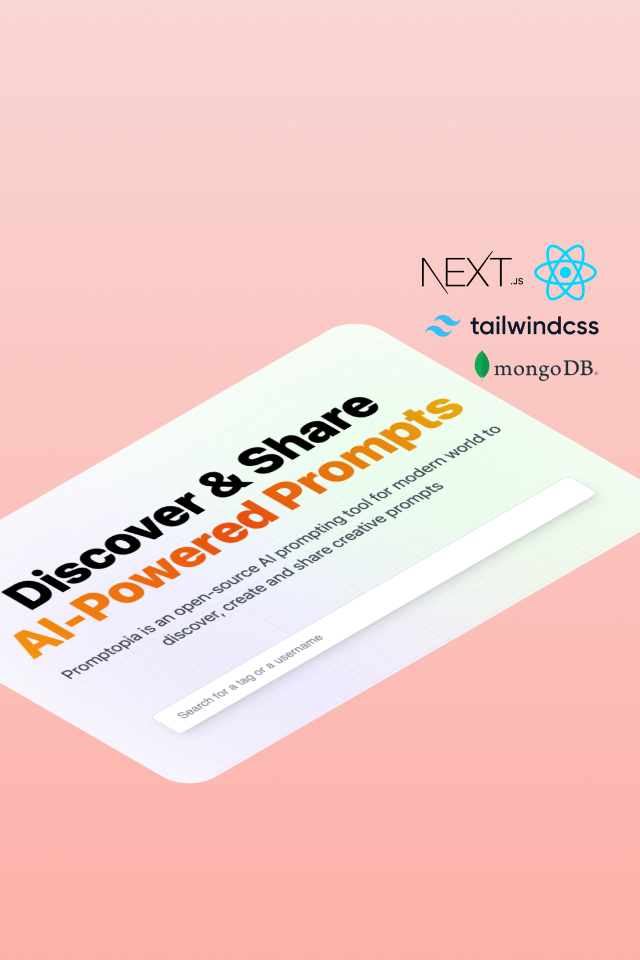 NEXT.JS
tailwindcss
mongoDB®
Discover & Share
AI-Powered Prompts
Promptopia is an open-source AI prompting tool for modern world to
discover, create and share creative prompts
Search for a tag or a username